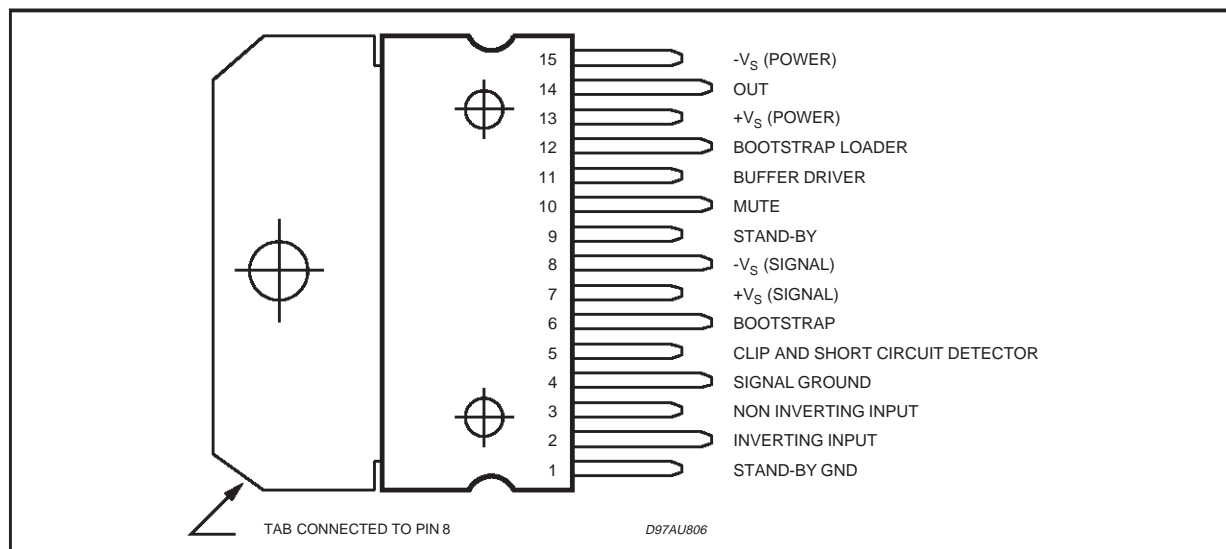 15 -VS (POWER)
14 OUT
13 +VS (POWER)
12 BOOTSTRAP LOADER
11 BUFFER DRIVER
10 MUTE
9 STAND-BY
8 -VS (SIGNAL)
7 +VS (SIGNAL)
6 BOOTSTRAP
5 CLIP AND SHORT CIRCUIT DETECTOR
4 SIGNAL GROUND
3 NON INVERTING INPUT
2 INVERTING INPUT
1 STAND-BY GND
TAB CONNECTED TO PIN 8 D97AU806